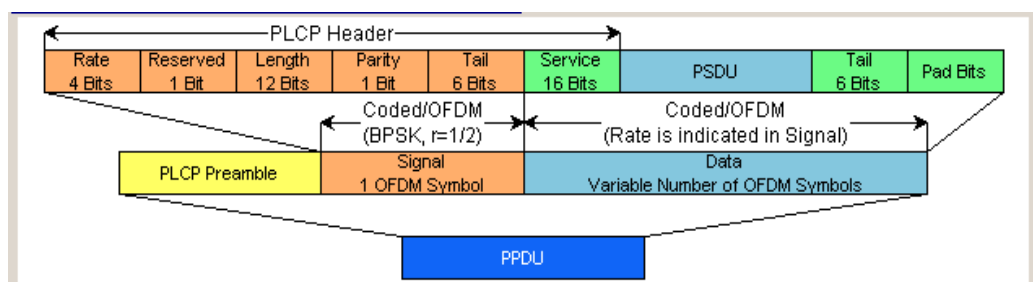 PLCP Header
Rate
4 Bits
Reserved
1 Bit
Length
12 Bits
Parity
1 Bit
Tail
6 Bits
Service
16 Bits
PSDU
Tail
6 Bits
Pad Bits
Coded/OFDM
(BPSK, r=1/2)
Coded/OFDM
(Rate is indicated in Signal)
PLCP Preamble
Signal
1 OFDM Symbol
Data
Variable Number of OFDM Symbols
PPDU